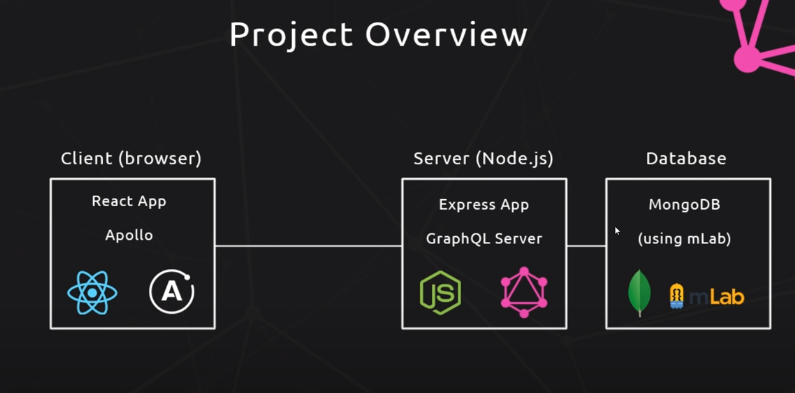 Project Overview
Client (browser)
React App
Apollo
A
Server (Node.js)
Express App
GraphQL Server
JS
Database
MongoDB
(using mLab)
mLab